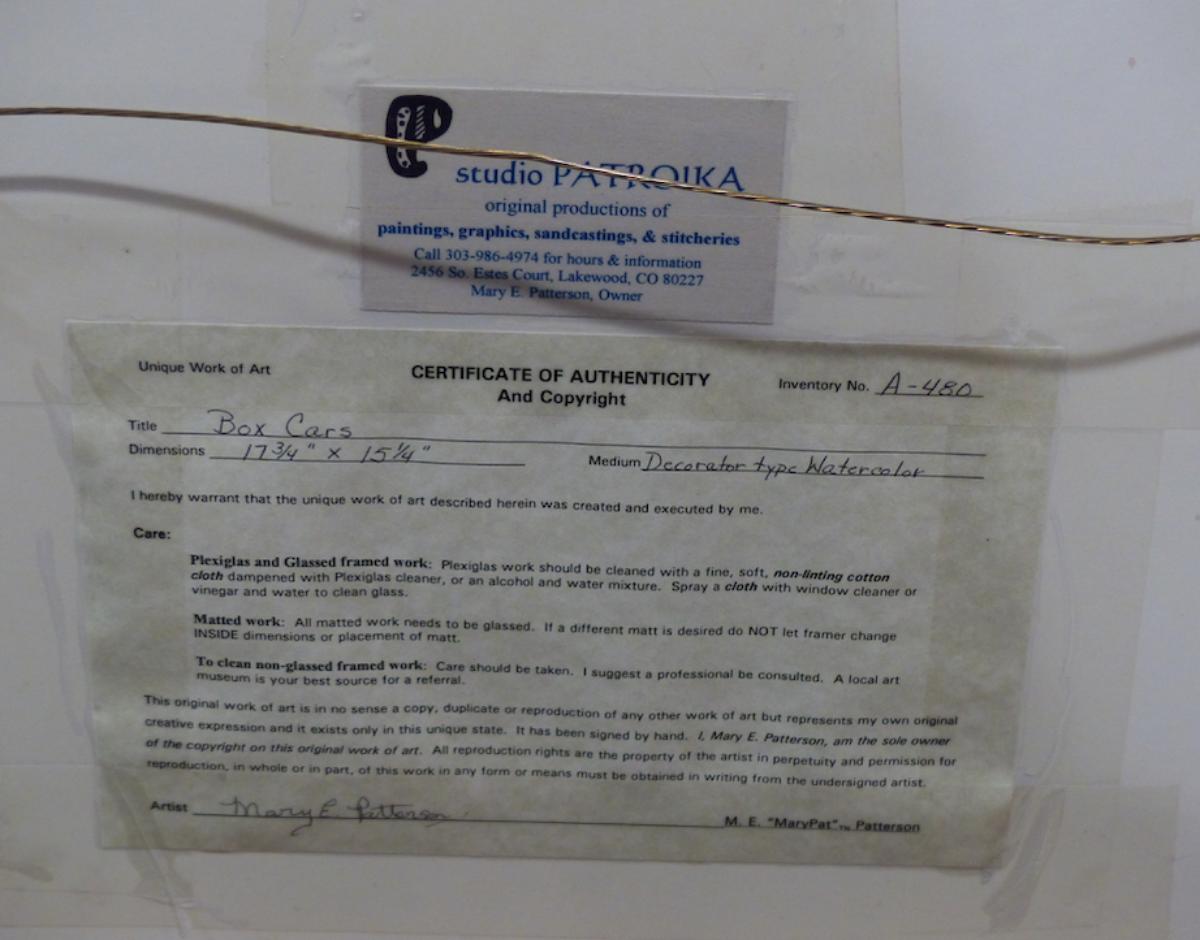 studio PATROIKA
original productions of
paintings, graphics, sandcastings, & stitcheries
Call 303-986-4974 for hours & information
2456 So. Estes Court, Lakewood, CO 80227
Mary E. Patterson, Owner
Unique Work of Art
CERTIFICATE OF AUTHENTICITY
And Copyright
Inventory No. A-480
Title Box Cars
Dimensions 17 3/4" x 15 1/4"
Medium Decorator type Watercolor
I hereby warrant that the unique work of art described herein was created and executed by me.
Care:
Plexiglas and Glassed framed work: Plexiglas work should be cleaned with a fine, soft, non-linting cotton
cloth dampened with Plexiglas cleaner, or an alcohol and water mixture. Spray a cloth with window cleaner or
vinegar and water to clean glass.
Matted work: All matted work needs to be glassed. If a different matt is desired do NOT let framer change
INSIDE dimensions or placement of matt.
To clean non-glassed framed work: Care should be taken. I suggest a professional be consulted. A local art
museum is your best source for a referral.
This original work of art is in no sense a copy, duplicate or reproduction of any other work of art but represents my own original
creative expression and it exists only in this unique state. It has been signed by hand. I, Mary E. Patterson, am the sole owner
of the copyright on this original work of art. All reproduction rights are the property of the artist in perpetuity and permission for
reproduction, in whole or in part, of this work in any form or means must be obtained in writing from the undersigned artist.
Artist Mary E. Patterson
M. E. "MaryPat"™ Patterson